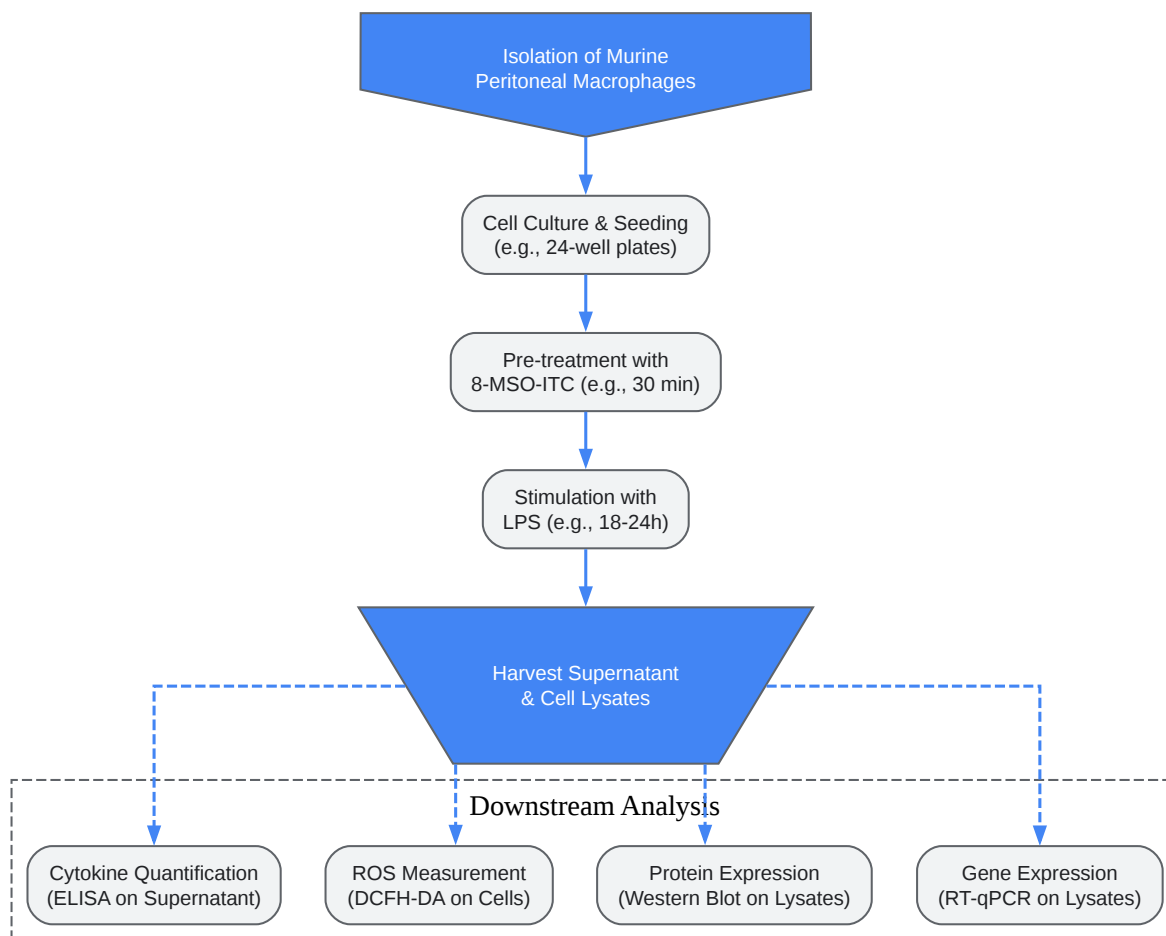 Isolation of Murine
Peritoneal Macrophages
Cell Culture & Seeding
(e.g., 24-well plates)
Pre-treatment with
8-MSO-ITC (e.g., 30 min)
Stimulation with
LPS (e.g., 18-24h)
Harvest Supernatant
& Cell Lysates
Downstream Analysis
Cytokine Quantification
(ELISA on Supernatant)
ROS Measurement
(DCFH-DA on Cells)
Protein Expression
(Western Blot on Lysates)
Gene Expression
(RT-qPCR on Lysates)